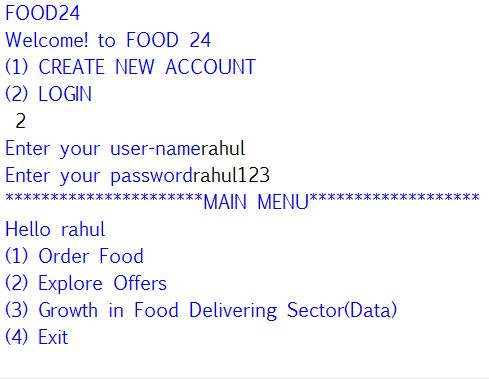 FOOD24
Welcome! to FOOD 24
(1) CREATE NEW ACCOUNT
(2) LOGIN
2
Enter your user-namerahul
Enter your passwordrahul123
**********************MAIN MENU*******************
Hello rahul
(1) Order Food
(2) Explore Offers
(3) Growth in Food Delivering Sector(Data)
(4) Exit